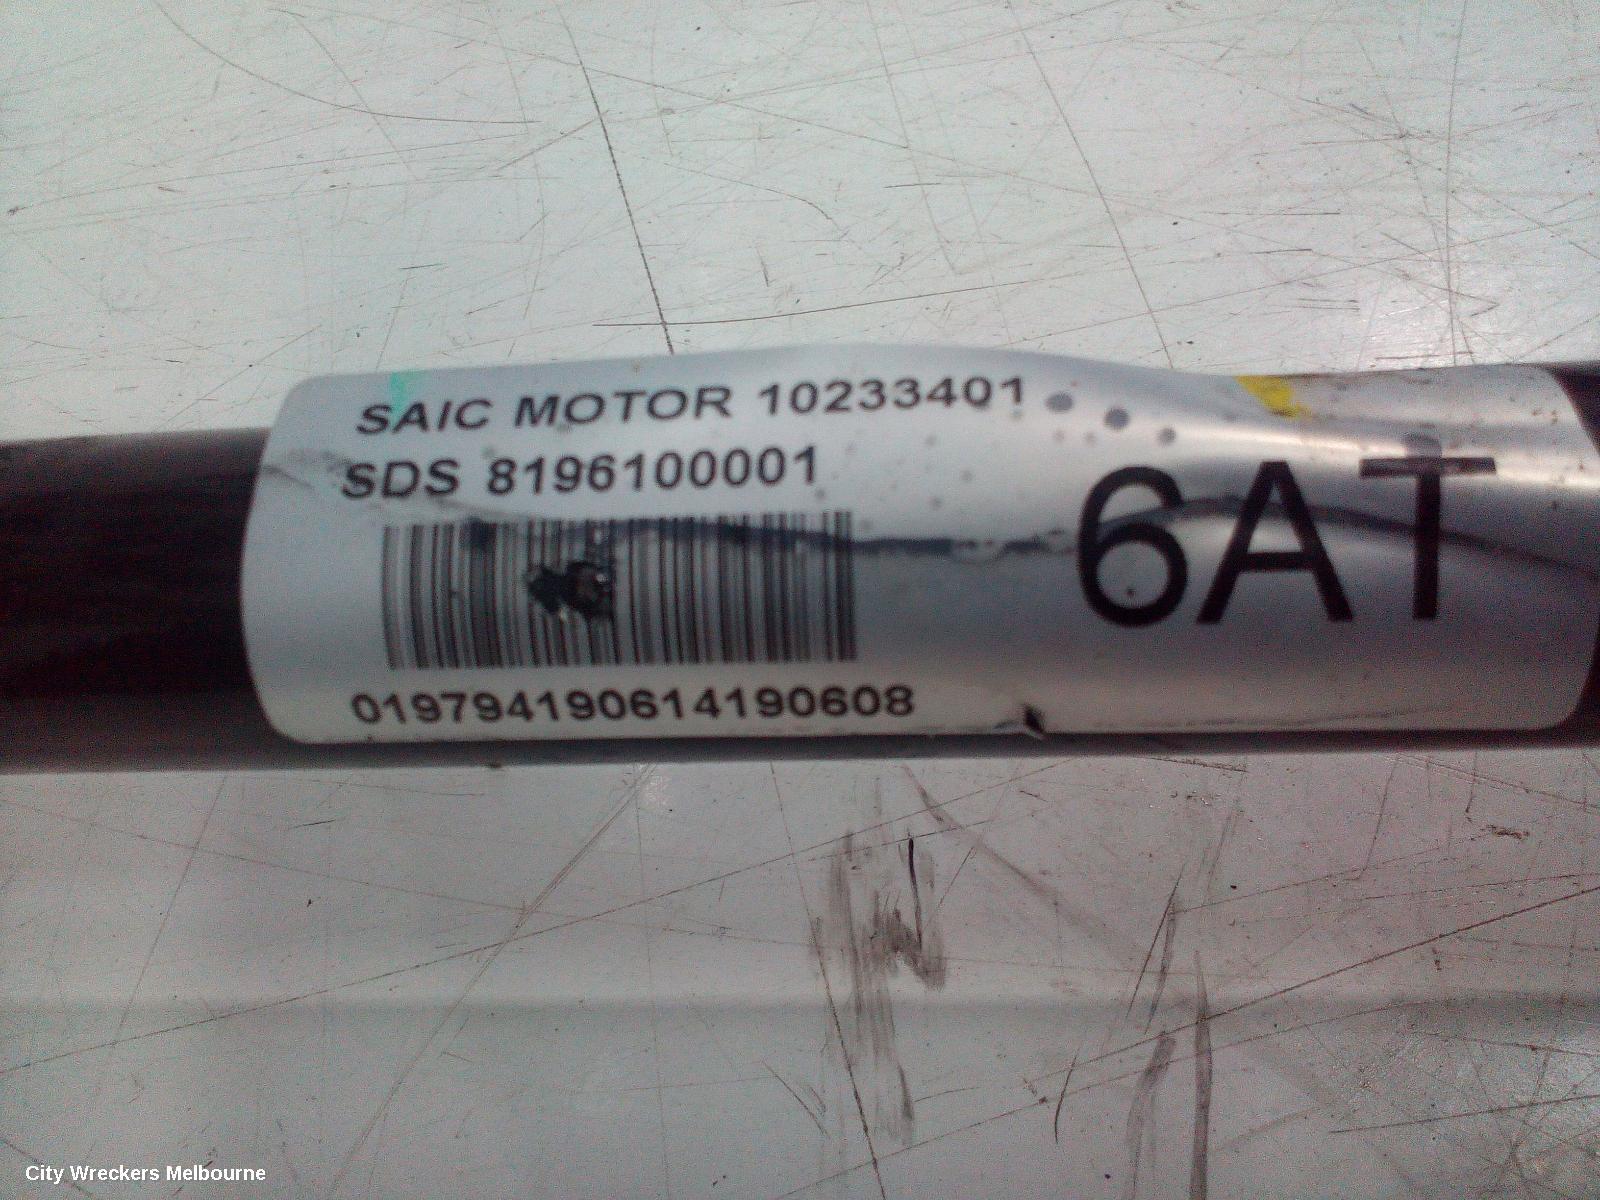 SAIC MOTOR 10233401
SDS 8196100001
6AT
019794190614190608
City Wreckers Melbourne